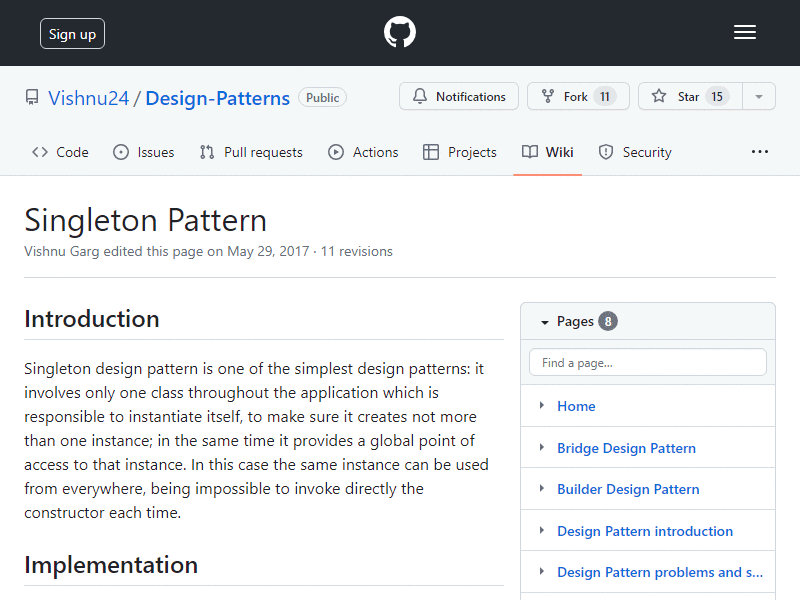 Sign up
Vishnu24 / Design-Patterns Public
Notifications
Fork 11
Star 15
Code
Issues
Pull requests
Actions
Projects
Wiki
Security
Singleton Pattern
Vishnu Garg edited this page on May 29, 2017 · 11 revisions
Introduction
Singleton design pattern is one of the simplest design patterns: it
involves only one class throughout the application which is
responsible to instantiate itself, to make sure it creates not more
than one instance; in the same time it provides a global point of
access to that instance. In this case the same instance can be used
from everywhere, being impossible to invoke directly the
constructor each time.
Implementation
Pages 8
Find a page...
Home
Bridge Design Pattern
Builder Design Pattern
Design Pattern introduction
Design Pattern problems and s...